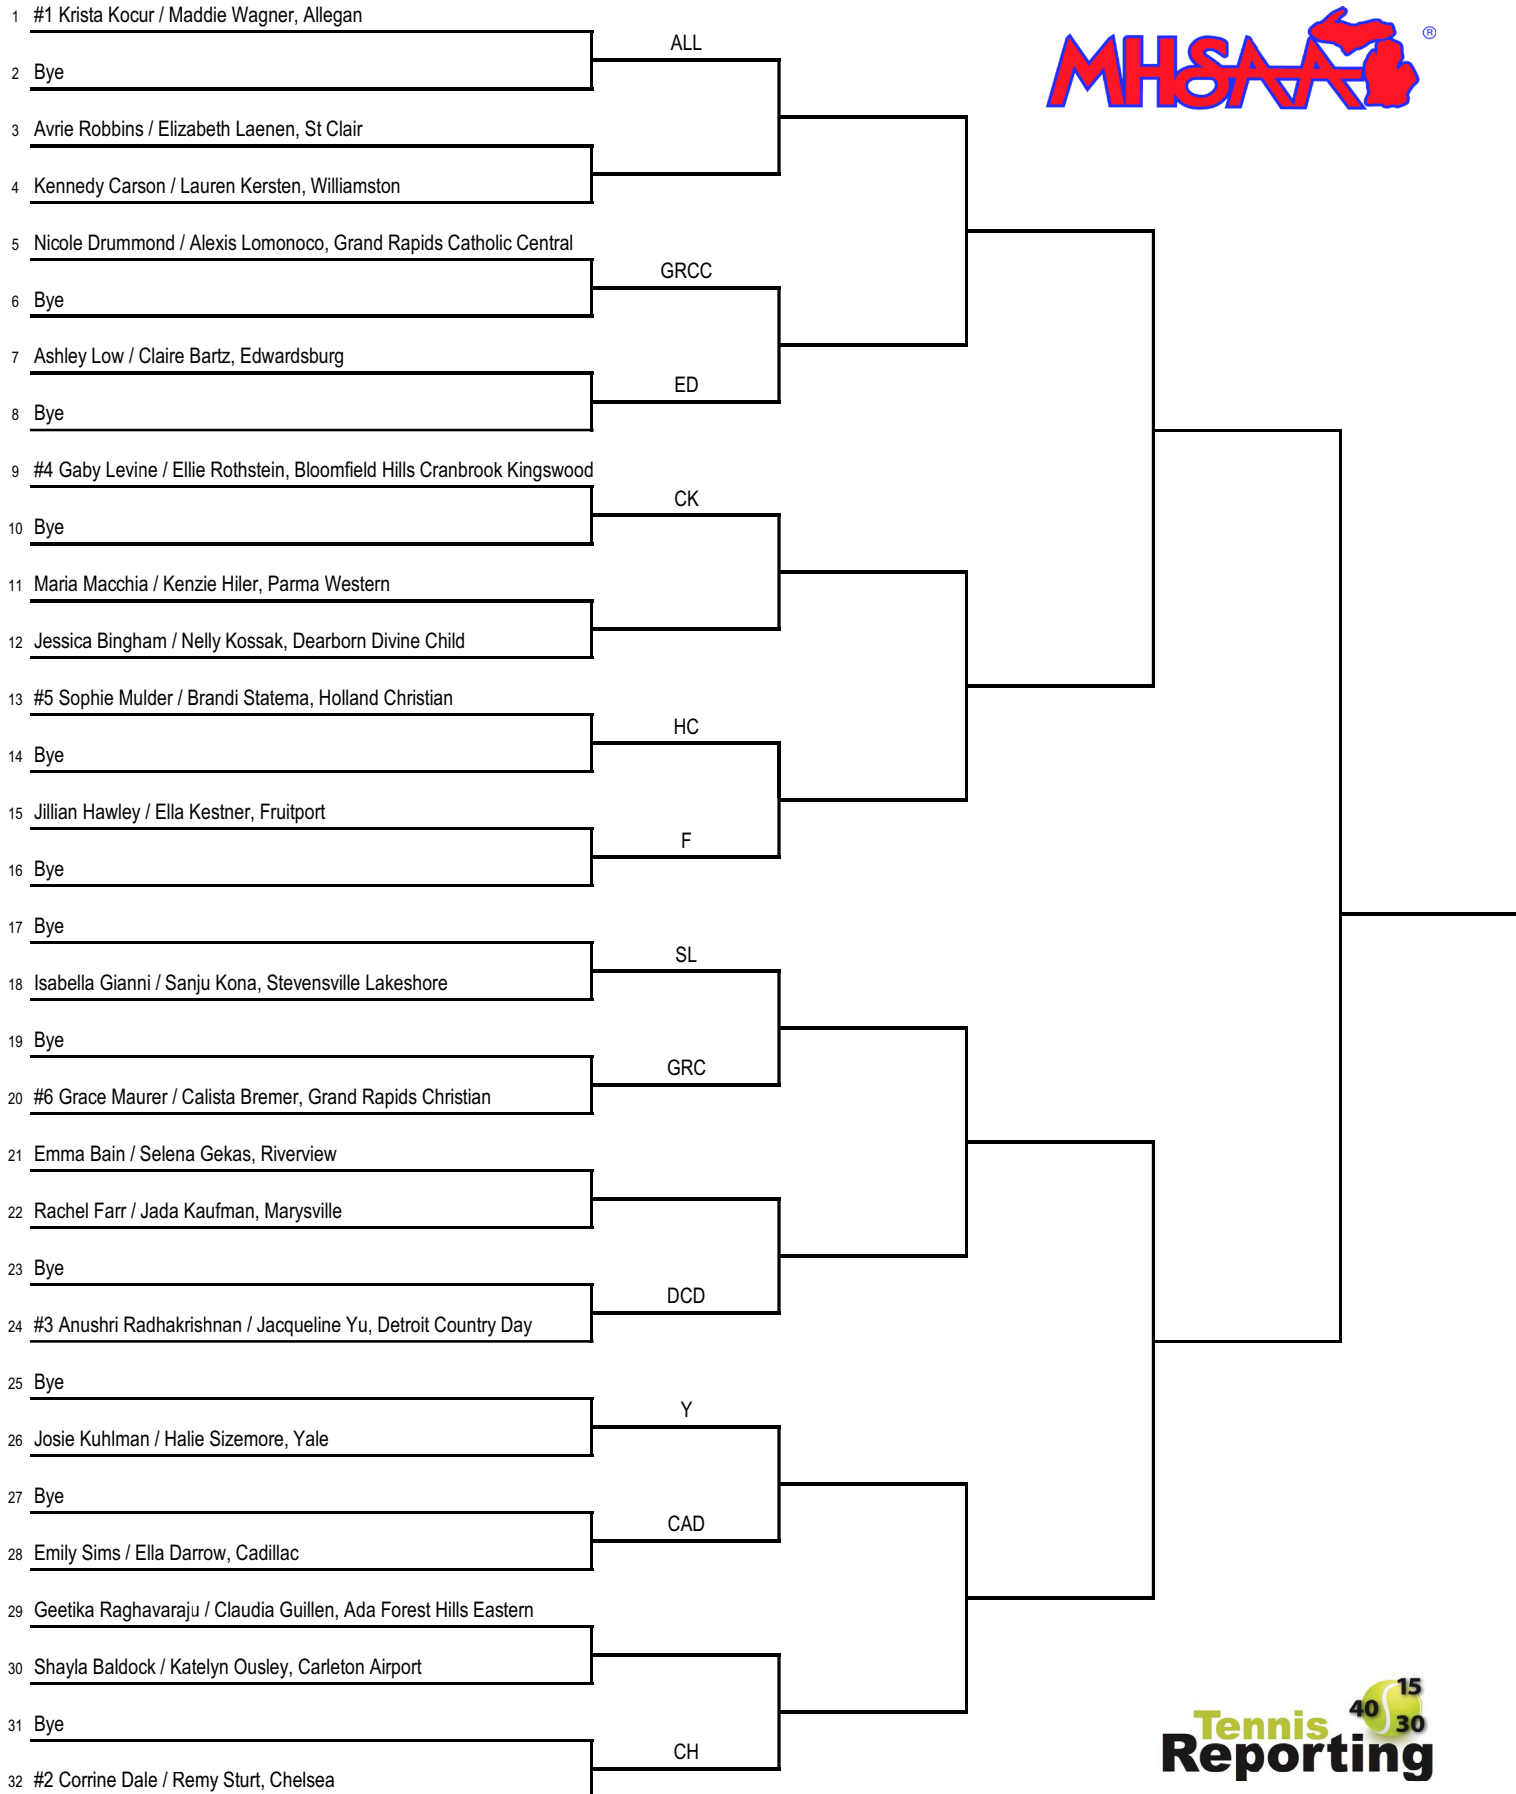 1 #1 Krista Kocur / Maddie Wagner, Allegan
ALL
MHSAA ®
2 Bye
3 Avrie Robbins / Elizabeth Laenen, St Clair
4 Kennedy Carson / Lauren Kersten, Williamston
5 Nicole Drummond / Alexis Lomonoco, Grand Rapids Catholic Central
GRCC
6 Bye
7 Ashley Low / Claire Bartz, Edwardsburg
ED
8 Bye
9 #4 Gaby Levine / Ellie Rothstein, Bloomfield Hills Cranbrook Kingswood
CK
10 Bye
11 Maria Macchia / Kenzie Hiler, Parma Western
12 Jessica Bingham / Nelly Kossak, Dearborn Divine Child
13 #5 Sophie Mulder / Brandi Statema, Holland Christian
HC
14 Bye
15 Jillian Hawley / Ella Kestner, Fruitport
F
16 Bye
17 Bye
SL
18 Isabella Gianni / Sanju Kona, Stevensville Lakeshore
19 Bye
GRC
20 #6 Grace Maurer / Calista Bremer, Grand Rapids Christian
21 Emma Bain / Selena Gekas, Riverview
22 Rachel Farr / Jada Kaufman, Marysville
23 Bye
DCD
24 #3 Anushri Radhakrishnan / Jacqueline Yu, Detroit Country Day
25 Bye
Y
26 Josie Kuhlman / Halie Sizemore, Yale
27 Bye
CAD
28 Emily Sims / Ella Darrow, Cadillac
29 Geetika Raghavaraju / Claudia Guillen, Ada Forest Hills Eastern
30 Shayla Baldock / Katelyn Ousley, Carleton Airport
31 Bye
CH
32 #2 Corrine Dale / Remy Sturt, Chelsea
15
40
30
Tennis
Reporting